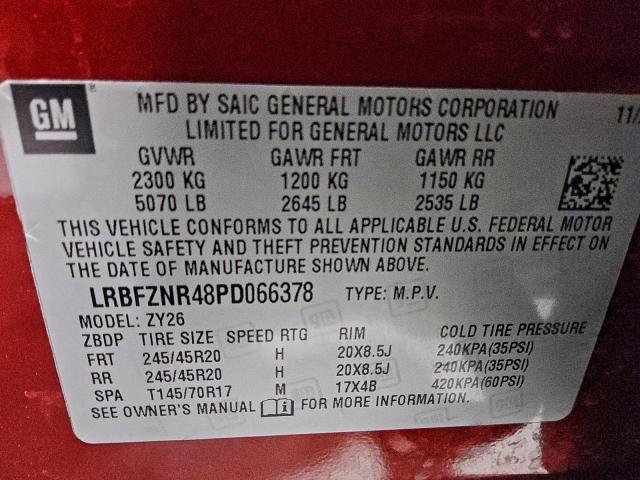 GM
MFD BY SAIC GENERAL MOTORS CORPORATION 11/
LIMITED FOR GENERAL MOTORS LLC
GVWR GAWR FRT GAWR RR
2300 KG 1200 KG 1150 KG
5070 LB 2645 LB 2535 LB
THIS VEHICLE CONFORMS TO ALL APPLICABLE U.S. FEDERAL MOTOR
VEHICLE SAFETY AND THEFT PREVENTION STANDARDS IN EFFECT ON
THE DATE OF MANUFACTURE SHOWN ABOVE.
LRBFZNR48PD066378 TYPE: M.P.V.
MODEL: ZY26
ZBDP TIRE SIZE SPEED RTG RIM COLD TIRE PRESSURE
FRT 245/45R20 H 20X8.5J 240KPA(35PSI)
RR 245/45R20 H 20X8.5J 240KPA(35PSI)
SPA T145/70R17 M 17X4B 420KPA(60PSI)
SEE OWNER'S MANUAL i FOR MORE INFORMATION.